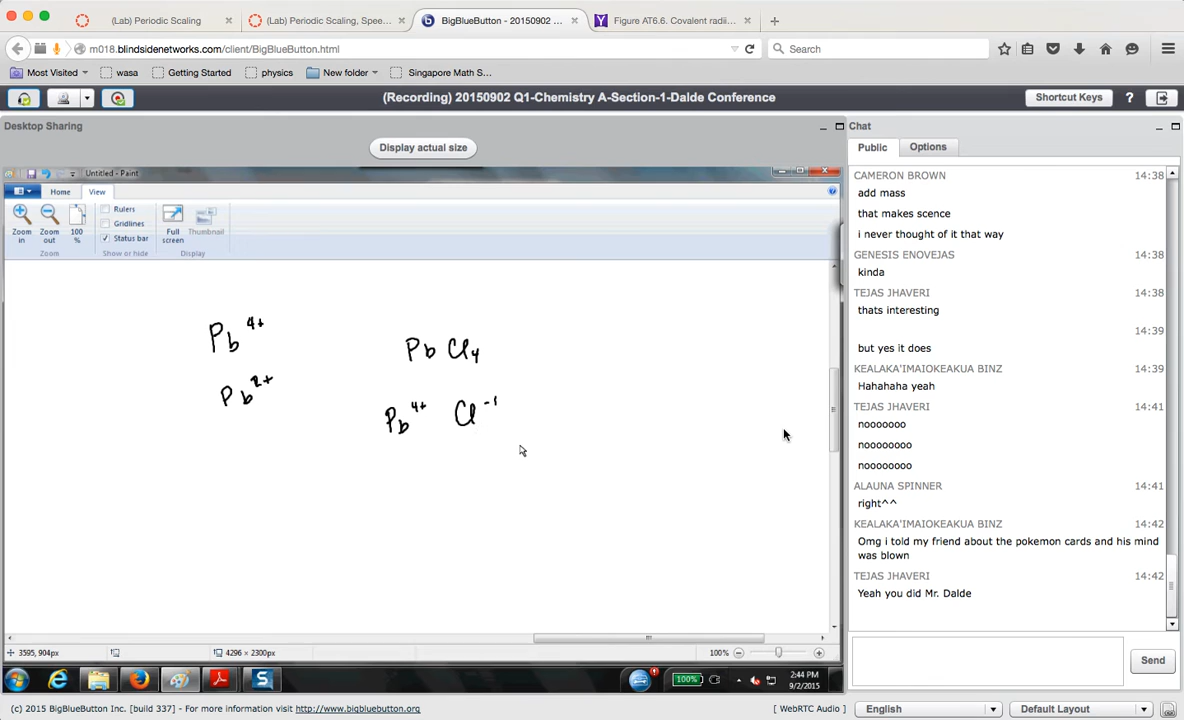 (Lab) Periodic Scaling
(Lab) Periodic Scaling, Spee...
BigBlueButton - 20150902 ...
Figure AT6.6. Covalent radii...
m018.blindsidenetworks.com/client/BigBlueButton.html
Search
Most Visited
wasa
Getting Started
physics
New folder
Singapore Math S...
(Recording) 20150902 Q1-Chemistry A-Section-1-Dalde Conference
Shortcut Keys
?
Desktop Sharing
Display actual size
Untitled - Paint
Home
View
Zoom in
Zoom out
100 %
Rulers
Gridlines
Status bar
Full screen
Thumbnail
Zoom
Show or hide
Display
Pb 4+
Pb 2+
Pb Cl4
Pb 4+ Cl -1
3595, 904px
4296 × 2300px
100%
100%
2:44 PM
9/2/2015
Chat
Public
Options
CAMERON BROWN 14:38
add mass
that makes scence
i never thought of it that way
GENESIS ENOVEJAS 14:38
kinda
TEJAS JHAVERI 14:38
thats interesting
14:39
but yes it does
KEALAKA'IMAIOKEAKUA BINZ 14:39
Hahahaha yeah
TEJAS JHAVERI 14:41
nooooooo
noooooooo
noooooooo
ALAUNA SPINNER 14:41
right^^
KEALAKA'IMAIOKEAKUA BINZ 14:42
Omg i told my friend about the pokemon cards and his mind
was blown
TEJAS JHAVERI 14:42
Yeah you did Mr. Dalde
Send
(c) 2015 BigBlueButton Inc. [build 337] - For more information visit http://www.bigbluebutton.org
[ WebRTC Audio ]
English
Default Layout